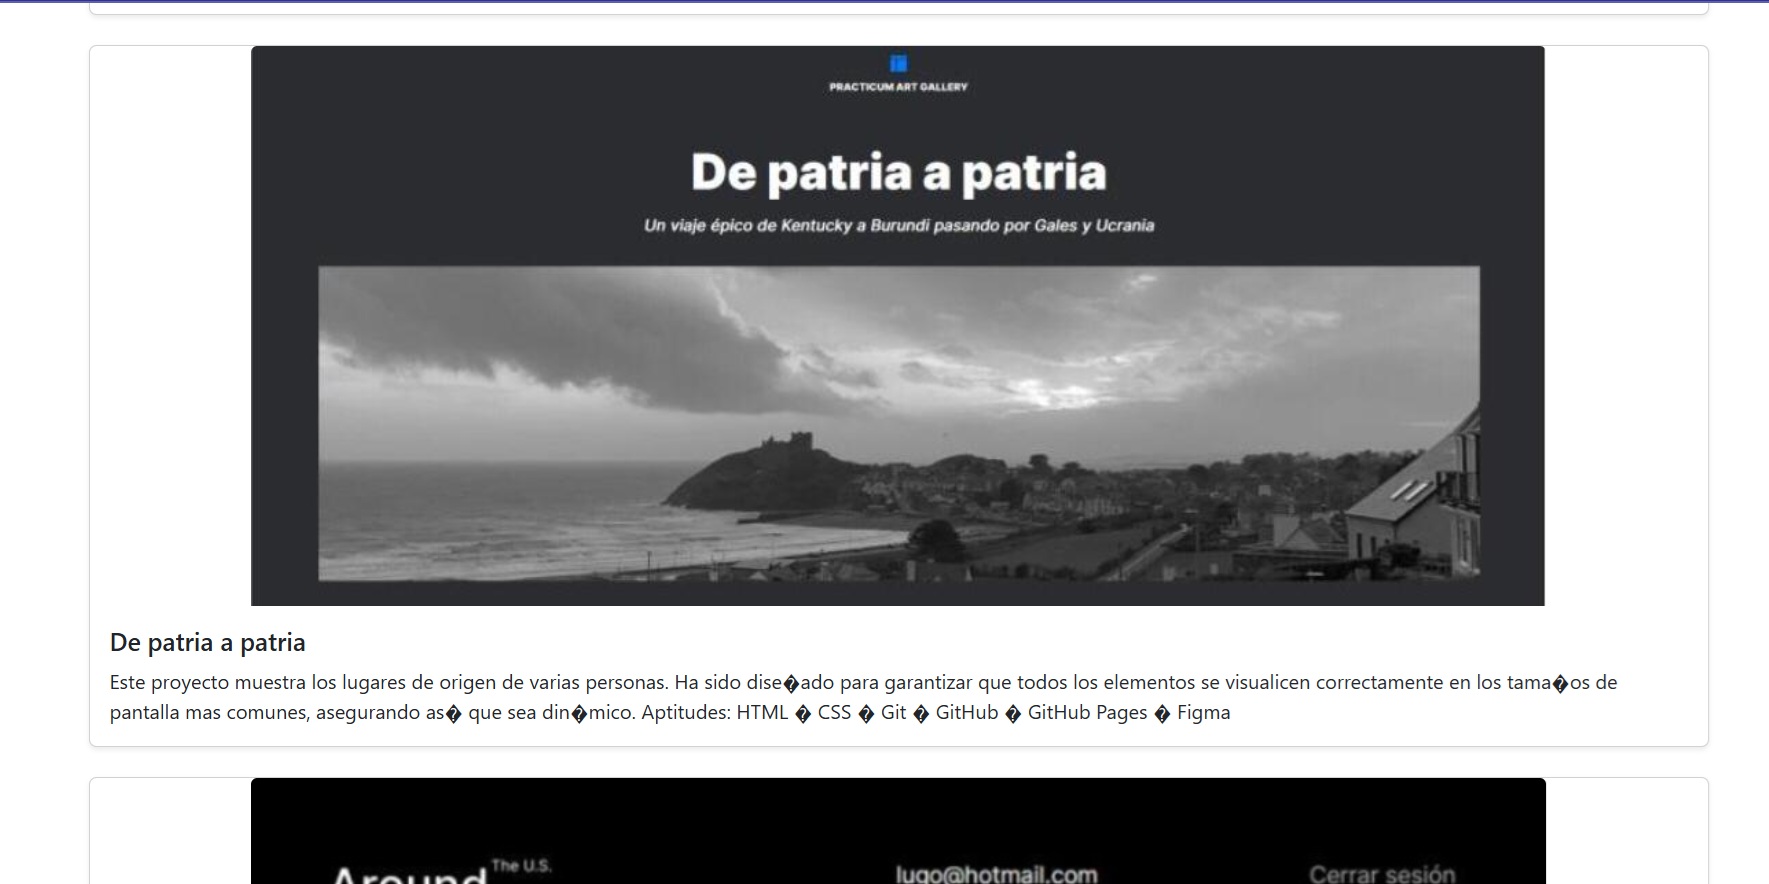 PRACTICUM ART GALLERY
De patria a patria
Un viaje épico de Kentucky a Burundi pasando por Gales y Ucrania
De patria a patria
Este proyecto muestra los lugares de origen de varias personas. Ha sido dise�ado para garantizar que todos los elementos se visualicen correctamente en los tama�os de
pantalla mas comunes, asegurando as� que sea din�mico. Aptitudes: HTML � CSS � Git � GitHub � GitHub Pages � Figma
Around The U.S.
lugo@hotmail.com
Cerrar sesión